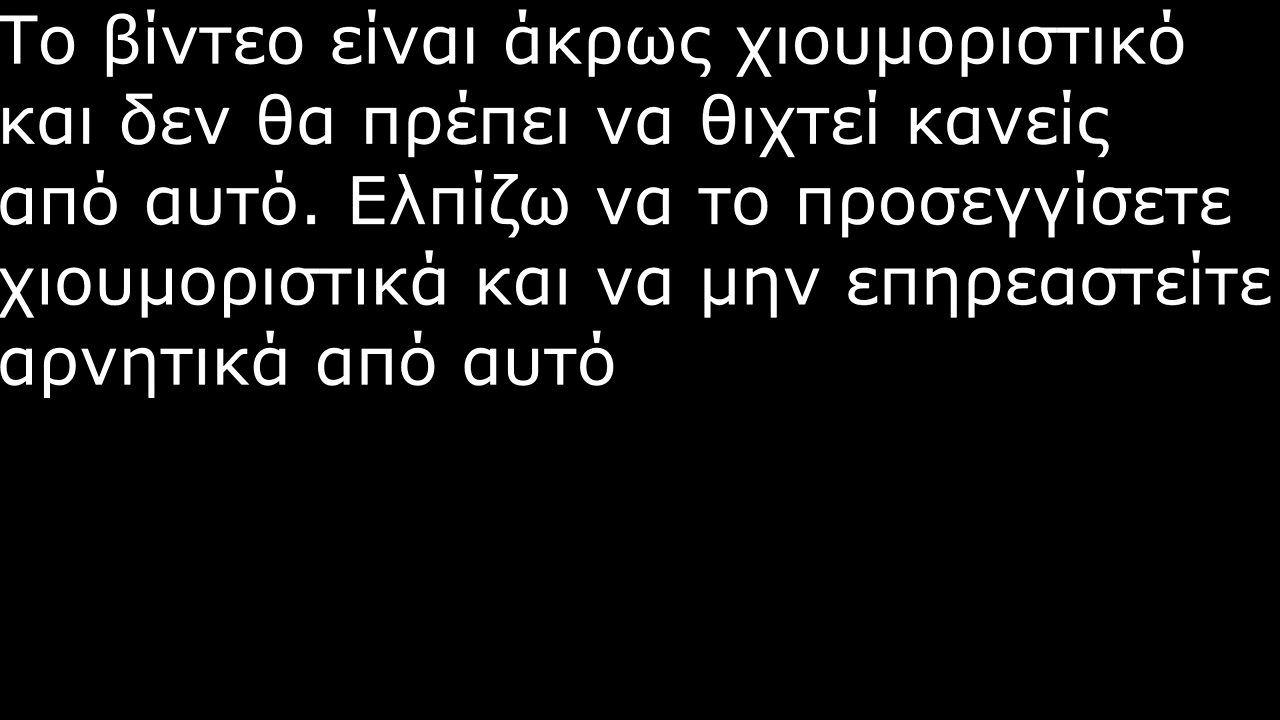 Το βίντεο είναι άκρως χιουμοριστικό
και δεν θα πρέπει να θιχτεί κανείς
από αυτό. Ελπίζω να το προσεγγίσετε
χιουμοριστικά και να μην επηρεαστείτε
αρνητικά από αυτό